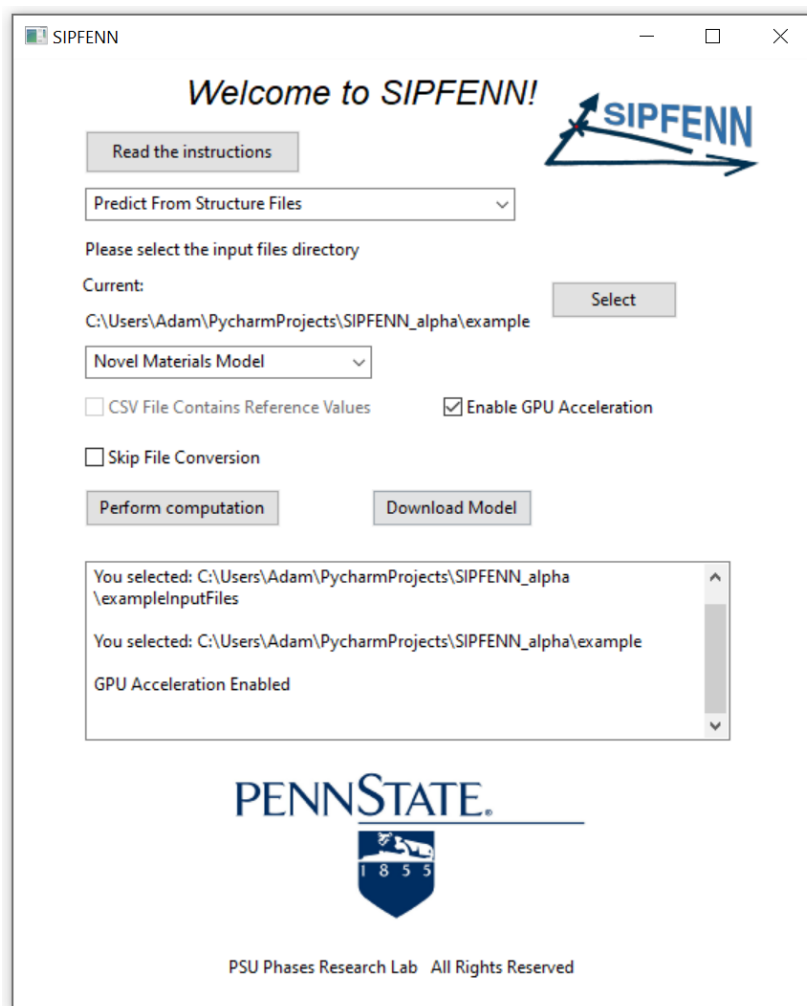 SIPFENN
Welcome to SIPFENN!
SIPFENN
Read the instructions
Predict From Structure Files
Please select the input files directory
Current:
Select
C:\Users\Adam\PycharmProjects\SIPFENN_alpha\example
Novel Materials Model
CSV File Contains Reference Values
Enable GPU Acceleration
Skip File Conversion
Perform computation
Download Model
You selected: C:\Users\Adam\PycharmProjects\SIPFENN_alpha
\exampleInputFiles
You selected: C:\Users\Adam\PycharmProjects\SIPFENN_alpha\example
GPU Acceleration Enabled
PENNSTATE®
1855
PSU Phases Research Lab All Rights Reserved